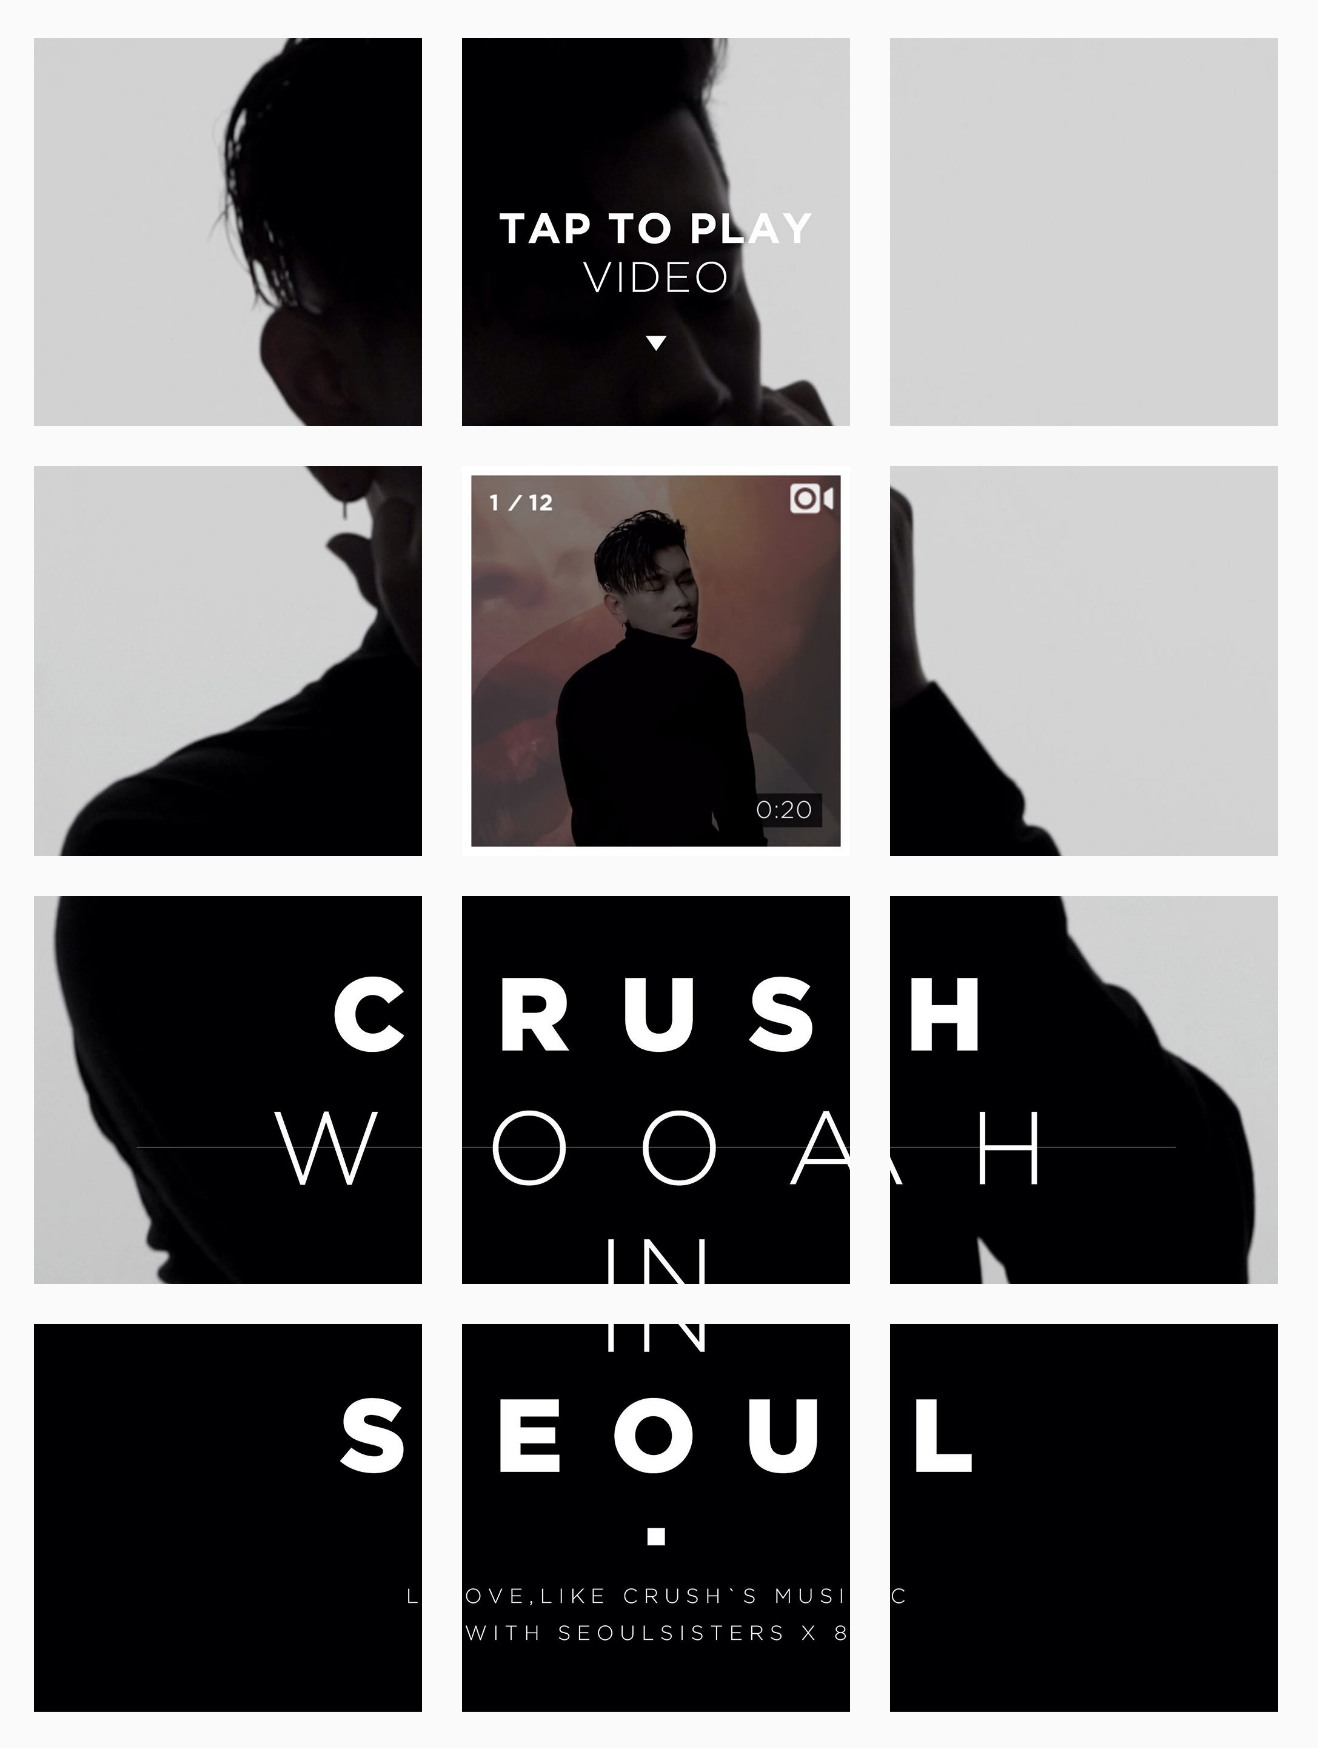 TAP TO PLAY
VIDEO
1 / 12
0:20
CRUSH
WOOAH
IN
SEOUL
LOVE,LIKE CRUSH`S MUSIC
WITH SEOULSISTERS X 8